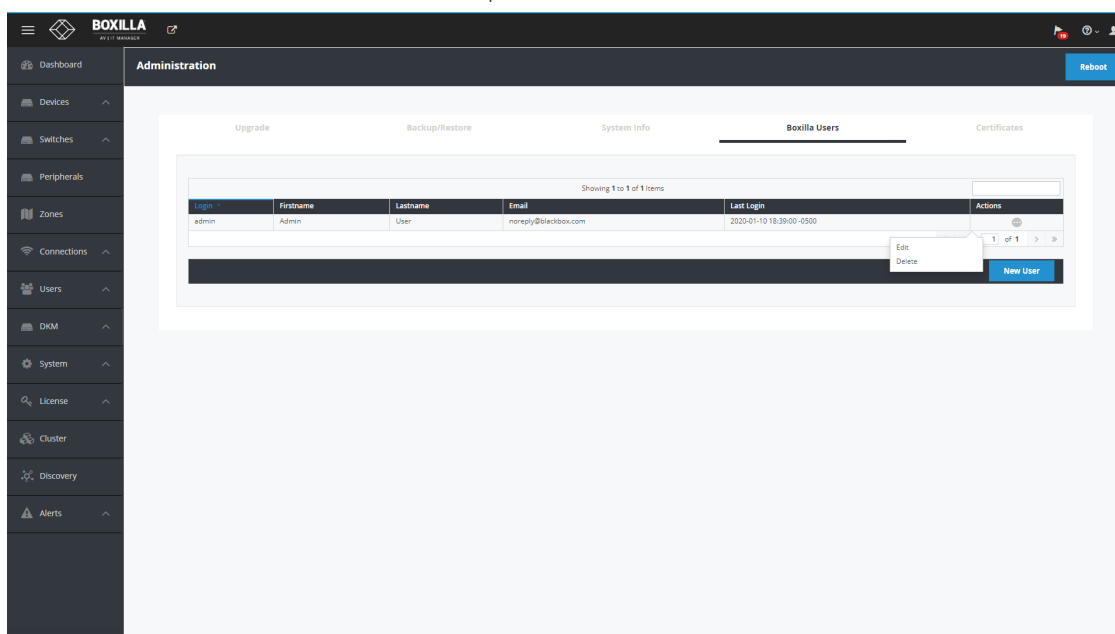 BOXILLA
AV | IT MANAGER
19
Dashboard
Administration
Reboot
Devices
Switches
Peripherals
Zones
Connections
Users
DKM
System
License
Cluster
Discovery
Alerts
Upgrade Backup/Restore System Info Boxilla Users Certificates
Showing 1 to 1 of 1 Items
Login Firstname Lastname Email Last Login Actions
admin Admin User noreply@blackbox.com 2020-01-10 18:39:00 -0500
1 of 1
Edit
Delete
New User